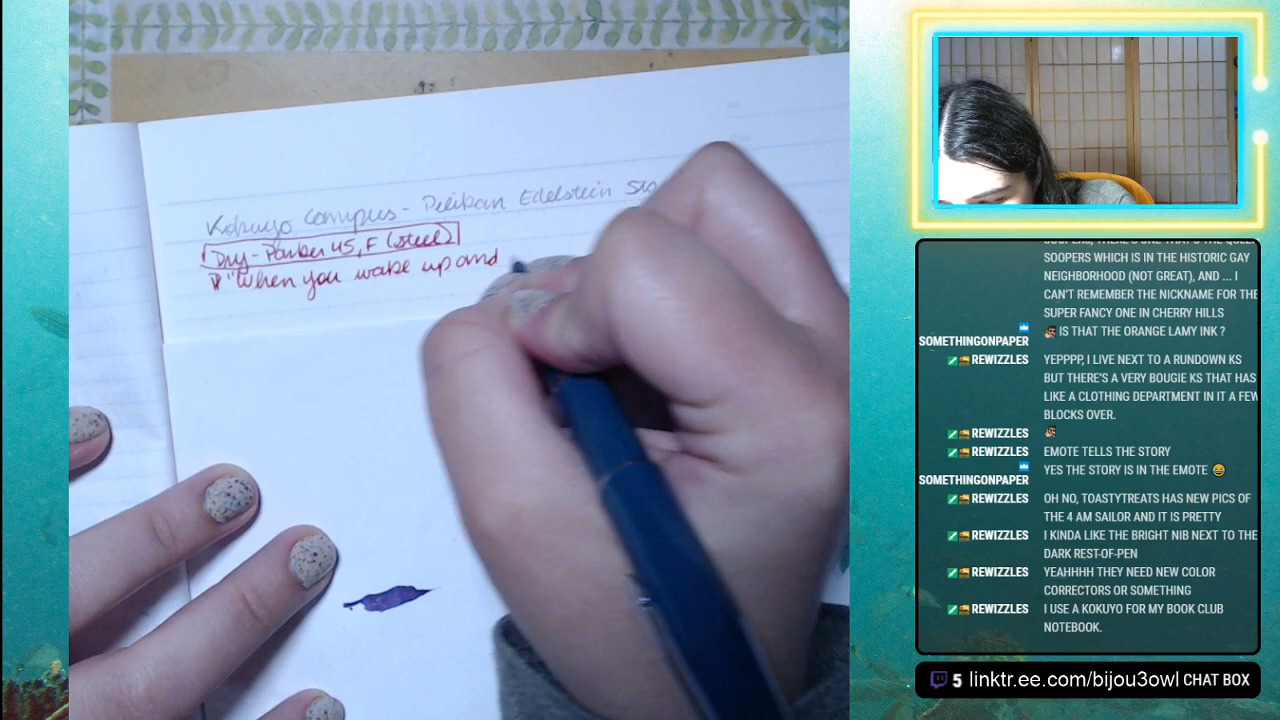 Kokuyo Campus - Pelikan Edelstein
Dry - Parker 45, F (steel)
"When you wake up and
SOOPERS, THERE'S ONE THAT'S THE QUEEN
SOOPERS WHICH IS IN THE HISTORIC GAY
NEIGHBORHOOD (NOT GREAT), AND ... I
CAN'T REMEMBER THE NICKNAME FOR THE
SUPER FANCY ONE IN CHERRY HILLS
SOMETHINGONPAPER IS THAT THE ORANGE LAMY INK ?
REWIZZLES YEPPPP, I LIVE NEXT TO A RUNDOWN KS
BUT THERE'S A VERY BOUGIE KS THAT HAS
LIKE A CLOTHING DEPARTMENT IN IT A FEW
BLOCKS OVER.
REWIZZLES
REWIZZLES EMOTE TELLS THE STORY
SOMETHINGONPAPER YES THE STORY IS IN THE EMOTE 😅
REWIZZLES OH NO, TOASTYTREATS HAS NEW PICS OF
THE 4 AM SAILOR AND IT IS PRETTY
REWIZZLES I KINDA LIKE THE BRIGHT NIB NEXT TO THE
DARK REST-OF-PEN
REWIZZLES YEAHHHH THEY NEED NEW COLOR
CORRECTORS OR SOMETHING
REWIZZLES I USE A KOKUYO FOR MY BOOK CLUB
NOTEBOOK.
5 linktr.ee.com/bijou3owl CHAT BOX